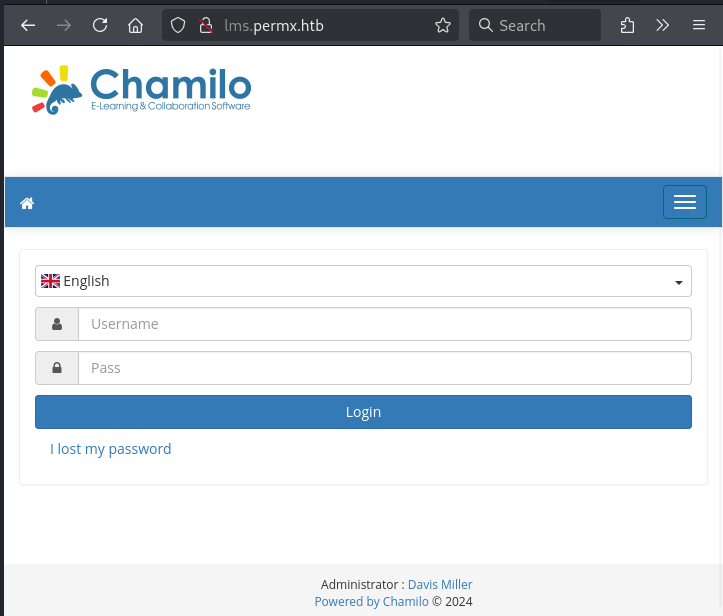 lms.permx.htb
Search
Chamilo
E-Learning & Collaboration Software
English
Username
Pass
Login
I lost my password
Administrator : Davis Miller
Powered by Chamilo © 2024